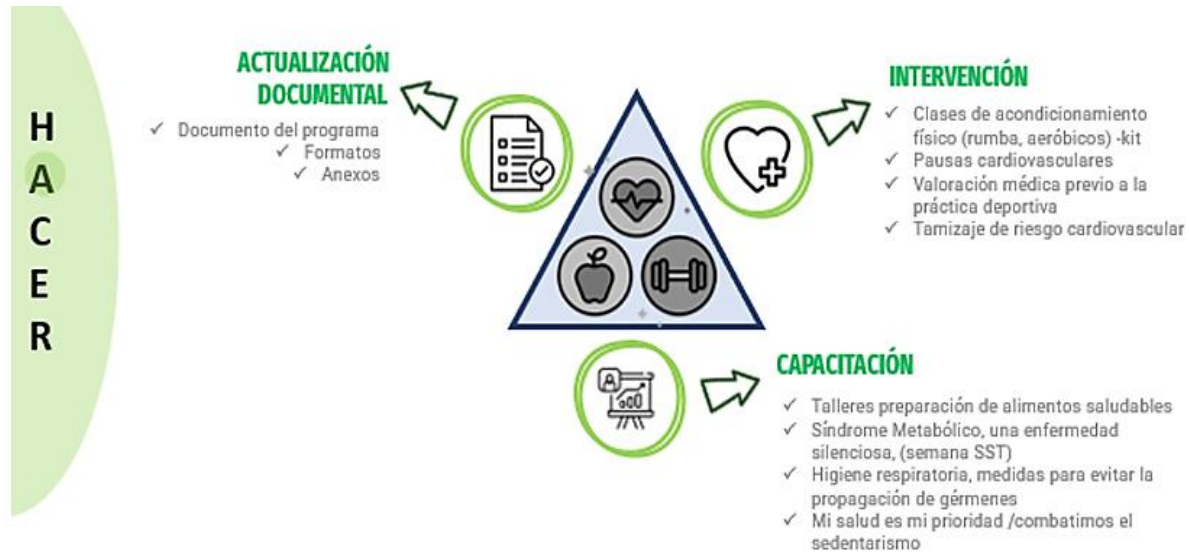 HACER
ACTUALIZACIÓN
DOCUMENTAL
✓ Documento del programa
✓ Formatos
✓ Anexos
INTERVENCIÓN
✓ Clases de acondicionamiento
físico (rumba, aeróbicos) -kit
✓ Pausas cardiovasculares
✓ Valoración médica previo a la
práctica deportiva
✓ Tamizaje de riesgo cardiovascular
CAPACITACIÓN
✓ Talleres preparación de alimentos saludables
✓ Síndrome Metabólico, una enfermedad
silenciosa, (semana SST)
✓ Higiene respiratoria, medidas para evitar la
propagación de gérmenes
✓ Mi salud es mi prioridad /combatimos el
sedentarismo